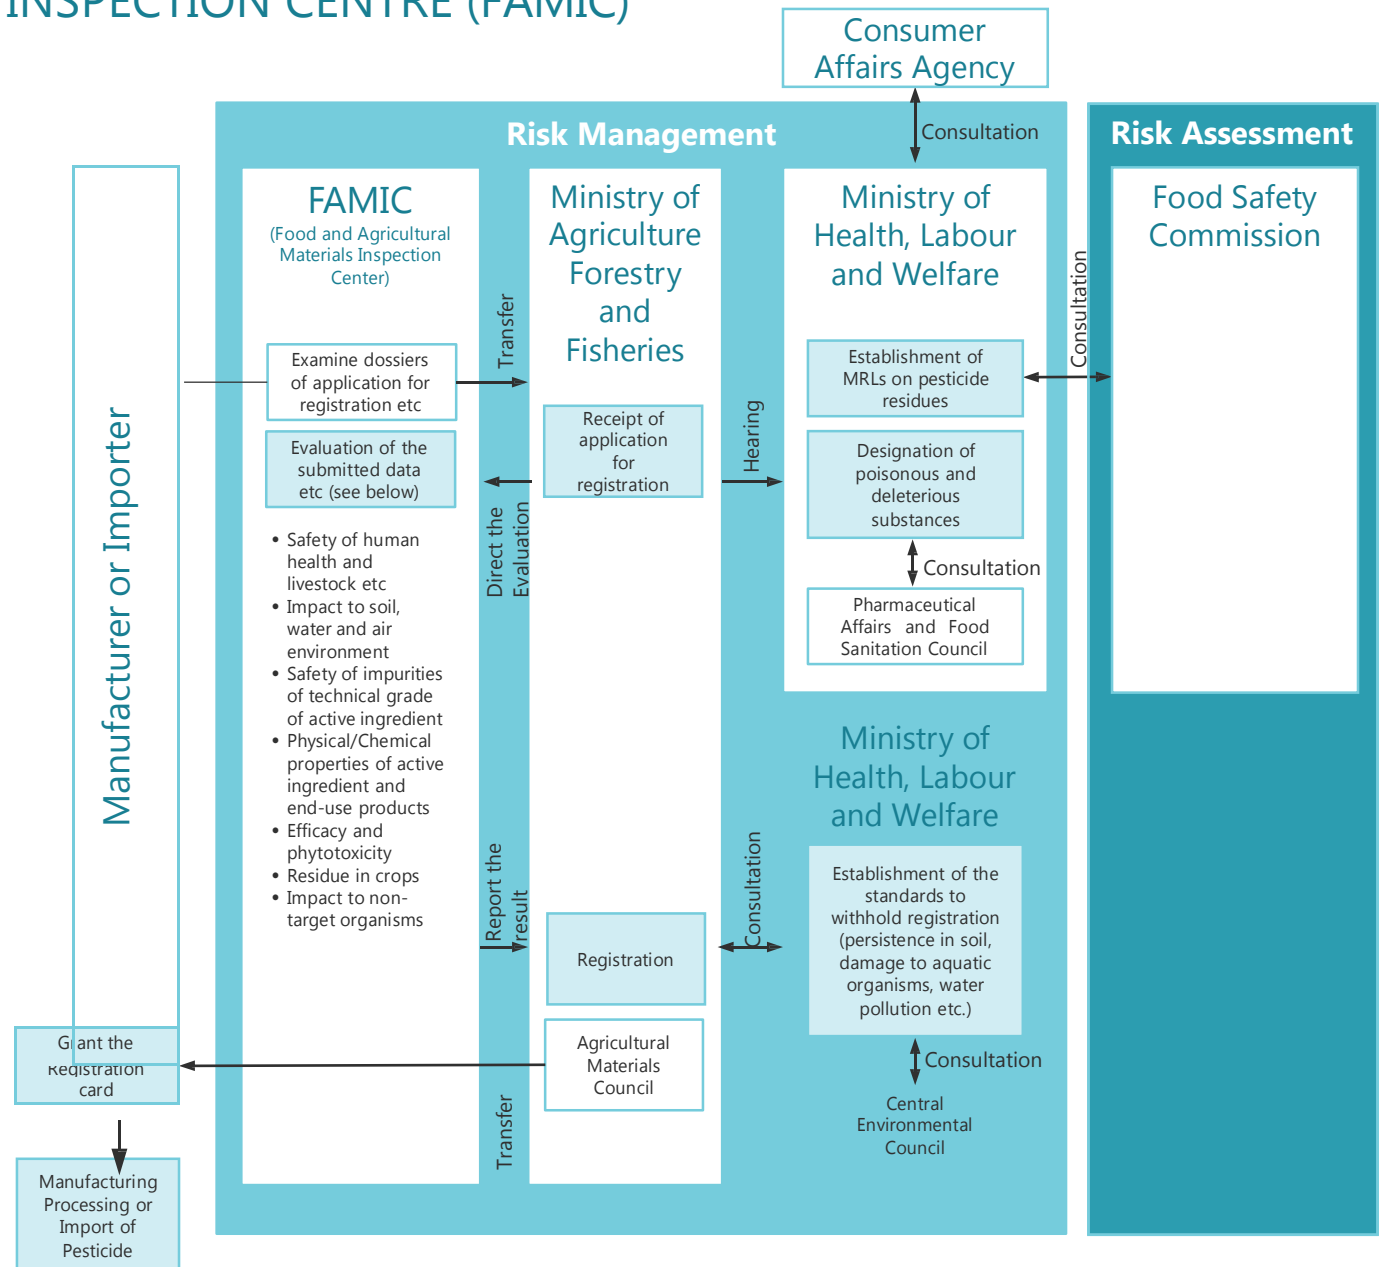 INSPECTION CENTRE (FAMIC)
Consumer
Affairs Agency
Consultation
Risk Management
Risk Assessment
Manufacturer or Importer
FAMIC
(Food and Agricultural
Materials Inspection
Center)
Examine dossiers
of application for
registration etc
Evaluation of the
submitted data
etc (see below)
• Safety of human
health and
livestock etc
• Impact to soil,
water and air
environment
• Safety of impurities
of technical grade
of active ingredient
• Physical/Chemical
properties of active
ingredient and
end-use products
• Efficacy and
phytotoxicity
• Residue in crops
• Impact to non-
target organisms
Transfer
Direct the
Evaluation
Report the
result
Transfer
Ministry of
Agriculture
Forestry
and
Fisheries
Receipt of
application
for
registration
Registration
Agricultural
Materials
Council
Hearing
Consultation
Ministry of
Health, Labour
and Welfare
Establishment of
MRLs on pesticide
residues
Designation of
poisonous and
deleterious
substances
Consultation
Pharmaceutical
Affairs and Food
Sanitation Council
Ministry of
Health, Labour
and Welfare
Establishment of the
standards to
withhold registration
(persistence in soil,
damage to aquatic
organisms, water
pollution etc.)
Consultation
Central
Environmental
Council
Consultation
Food Safety
Commission
Grant the
Registration
card
Manufacturing
Processing or
Import of
Pesticide